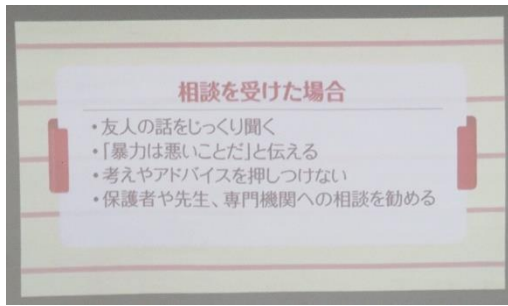 相談を受けた場合
・友人の話をじっくり聞く
・「暴力は悪いことだ」と伝える
・考えやアドバイスを押しつけない
・保護者や先生、専門機関への相談を勧める